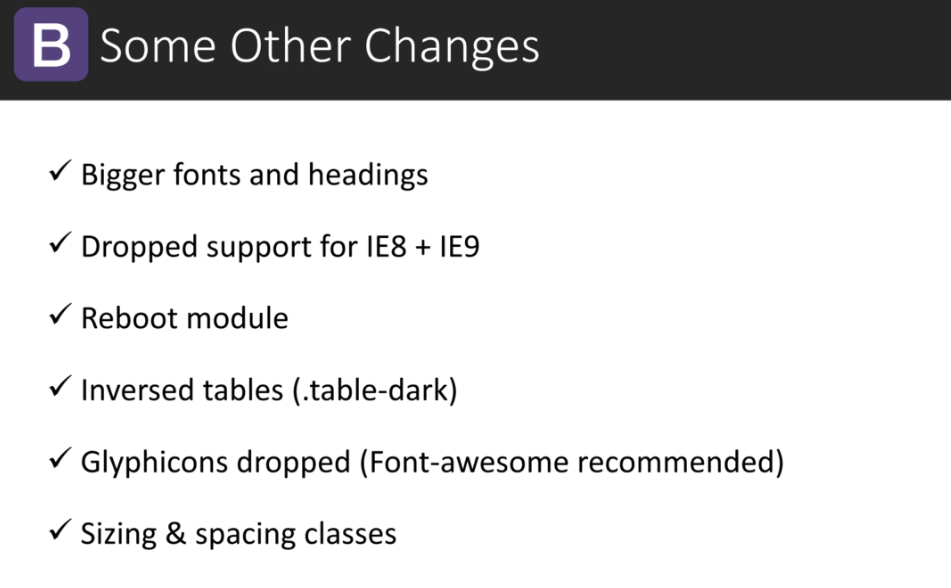 B Some Other Changes
✓ Bigger fonts and headings
✓ Dropped support for IE8 + IE9
✓ Reboot module
✓ Inversed tables (.table-dark)
✓ Glyphicons dropped (Font-awesome recommended)
✓ Sizing & spacing classes